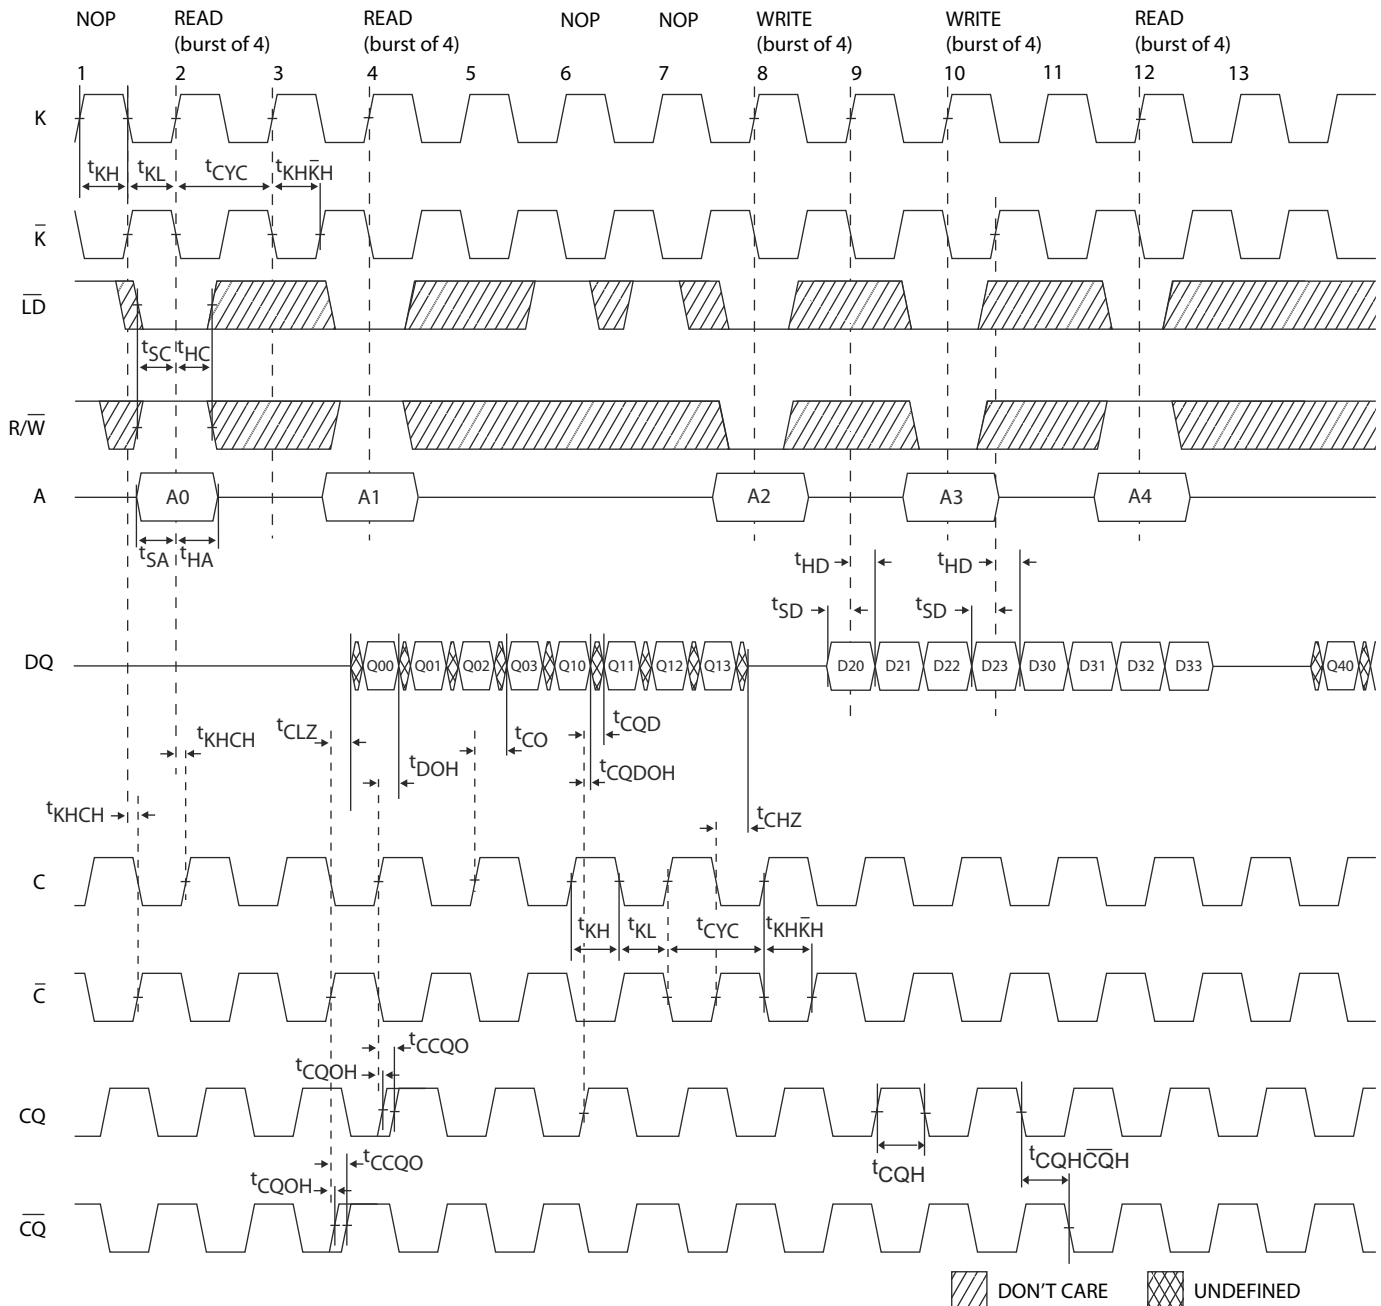 NOP READ READ NOP NOP WRITE WRITE READ
(burst of 4) (burst of 4) (burst of 4) (burst of 4) (burst of 4)
1 2 3 4 5 6 7 8 9 10 11 12 13
K
tKH tKL tCYC tKHK̅H
K̅
L̅D̅
tSC tHC
R/W̅
A A0 A1 A2 A3 A4
tSA tHA tHD tHD
tSD tSD
DQ Q00 Q01 Q02 Q03 Q10 Q11 Q12 Q13 D20 D21 D22 D23 D30 D31 D32 D33 Q40
tKHCH tCLZ tCO tCQD
tDOH tCQDOH
tKHCH tCHZ
C
tKH tKL tCYC tKHK̅H
C̅
tCCQO
tCQOH
CQ
tCCQO tCQH tCQHC̅Q̅H
tCQOH
C̅Q̅
DON'T CARE UNDEFINED